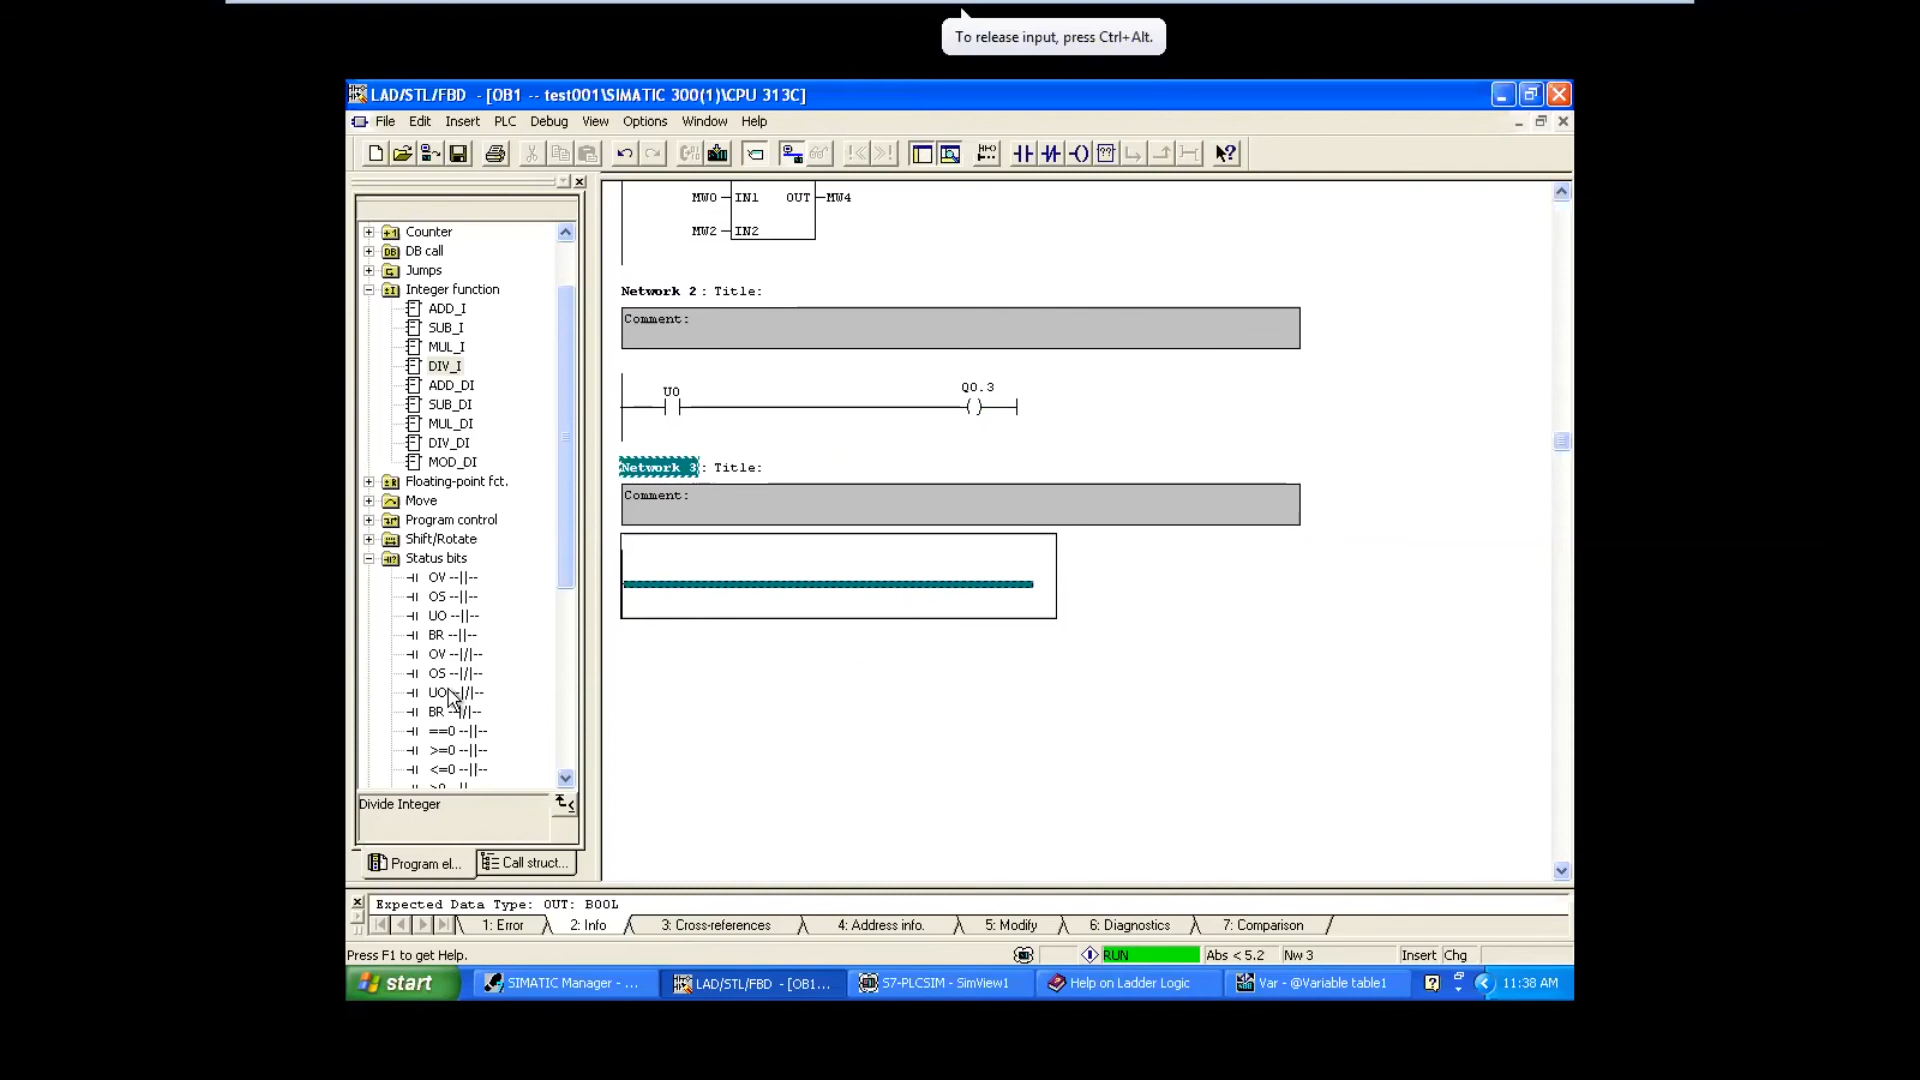 To release input, press Ctrl+Alt.
LAD/STL/FBD - [OB1 -- test001\SIMATIC 300(1)\CPU 313C]
File Edit Insert PLC Debug View Options Window Help
Counter
DB call
Jumps
Integer function
ADD_I
SUB_I
MUL_I
DIV_I
ADD_DI
SUB_DI
MUL_DI
DIV_DI
MOD_DI
Floating-point fct.
Move
Program control
Shift/Rotate
Status bits
OV --||--
OS --||--
UO --||--
BR --||--
OV --|/|--
OS --|/|--
UO --|/|--
BR --|/|--
==0 --||--
>=0 --||--
<=0 --||--
Divide Integer
Program el...
Call struct...
MW0 IN1 OUT MW4
MW2 IN2
Network 2 : Title:
Comment:
UO
Q0.3
Network 3 : Title:
Comment:
Expected Data Type: OUT: BOOL
1: Error 2: Info 3: Cross-references 4: Address info. 5: Modify 6: Diagnostics 7: Comparison
Press F1 to get Help.
RUN
Abs < 5.2
Nw 3
Insert
Chg
start
SIMATIC Manager - ...
LAD/STL/FBD - [OB1...
S7-PLCSIM - SimView1
Help on Ladder Logic
Var - @Variable table1
11:38 AM